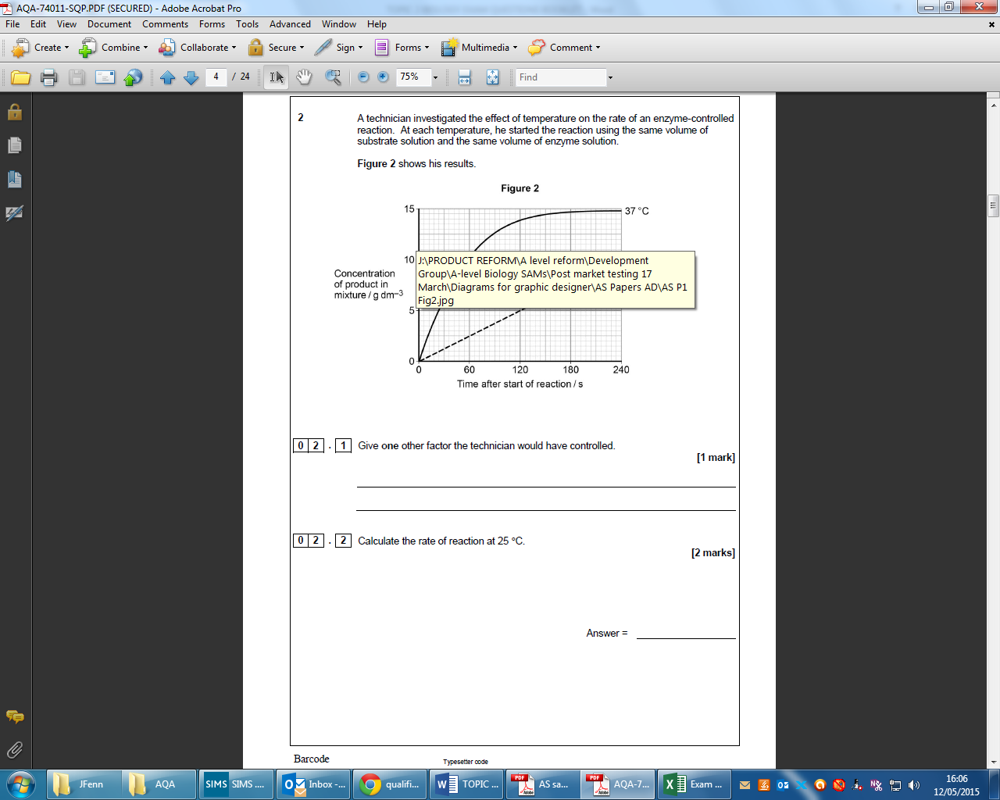 AQA-74011-SQP.PDF (SECURED) - Adobe Acrobat Pro
File Edit View Document Comments Forms Tools Advanced Window Help
Create Combine Collaborate Secure Sign Forms Multimedia Comment
4 / 24 75% Find
2 A technician investigated the effect of temperature on the rate of an enzyme-controlled
reaction. At each temperature, he started the reaction using the same volume of
substrate solution and the same volume of enzyme solution.
Figure 2 shows his results.
Figure 2
15
37 °C
10
J:\PRODUCT REFORM\A level reform\Development
Group\A-level Biology SAMs\Post market testing 17
March\Diagrams for graphic designer\AS Papers AD\AS P1
Fig2.jpg
Concentration
of product in
mixture / g dm–3
5
0
0 60 120 180 240
Time after start of reaction / s
0 2 . 1 Give one other factor the technician would have controlled.
[1 mark]
0 2 . 2 Calculate the rate of reaction at 25 °C.
[2 marks]
Answer =
Barcode Typesetter code
JFenn AQA SIMS SIMS .... Inbox -... qualifi... TOPIC ... AS sa... AQA-7... Exam ... 16:06
12/05/2015